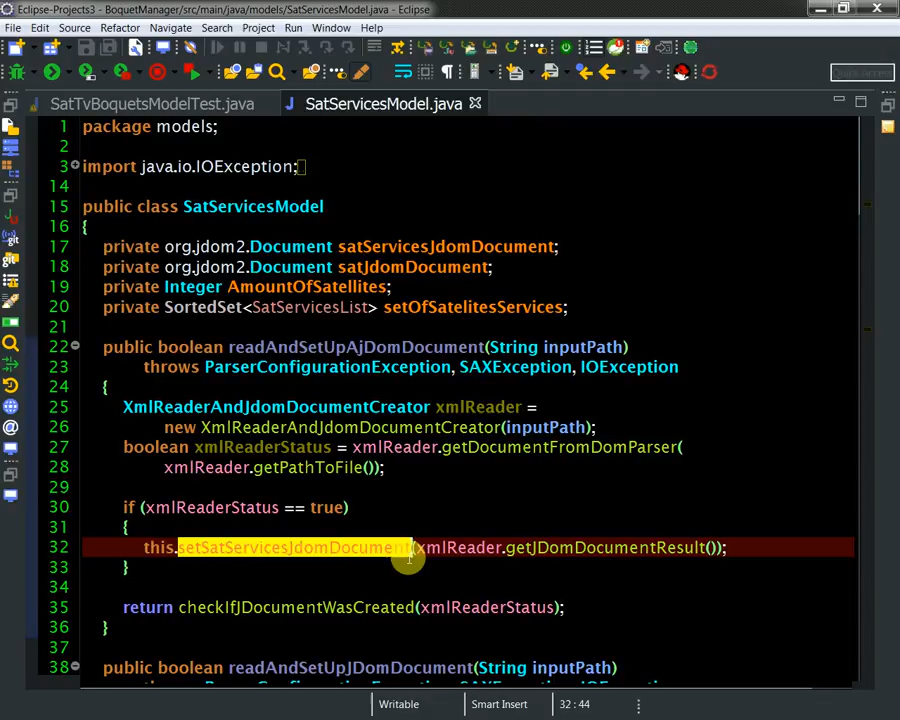 Eclipse-Projects3 - BoquetManager/src/main/java/models/SatServicesModel.java - Eclipse
File Edit Source Refactor Navigate Search Project Run Window Help
Quick Access
SatTvBoquetsModelTest.java SatServicesModel.java
1 package models;
2
3 import java.io.IOException;
14
15 public class SatServicesModel
16 {
17 private org.jdom2.Document satServicesJdomDocument;
18 private org.jdom2.Document satJdomDocument;
19 private Integer AmountOfSatellites;
20 private SortedSet<SatServicesList> setOfSatelitesServices;
21
22 public boolean readAndSetUpAjDomDocument(String inputPath)
23 throws ParserConfigurationException, SAXException, IOException
24 {
25 XmlReaderAndJdomDocumentCreator xmlReader =
26 new XmlReaderAndJdomDocumentCreator(inputPath);
27 boolean xmlReaderStatus = xmlReader.getDocumentFromDomParser(
28 xmlReader.getPathToFile());
29
30 if (xmlReaderStatus == true)
31 {
32 this.setSatServicesJdomDocument(xmlReader.getJDomDocumentResult());
33 }
34
35 return checkIfJDocumentWasCreated(xmlReaderStatus);
36 }
37
38 public boolean readAndSetUpJDomDocument(String inputPath)
Writable Smart Insert 32 : 44